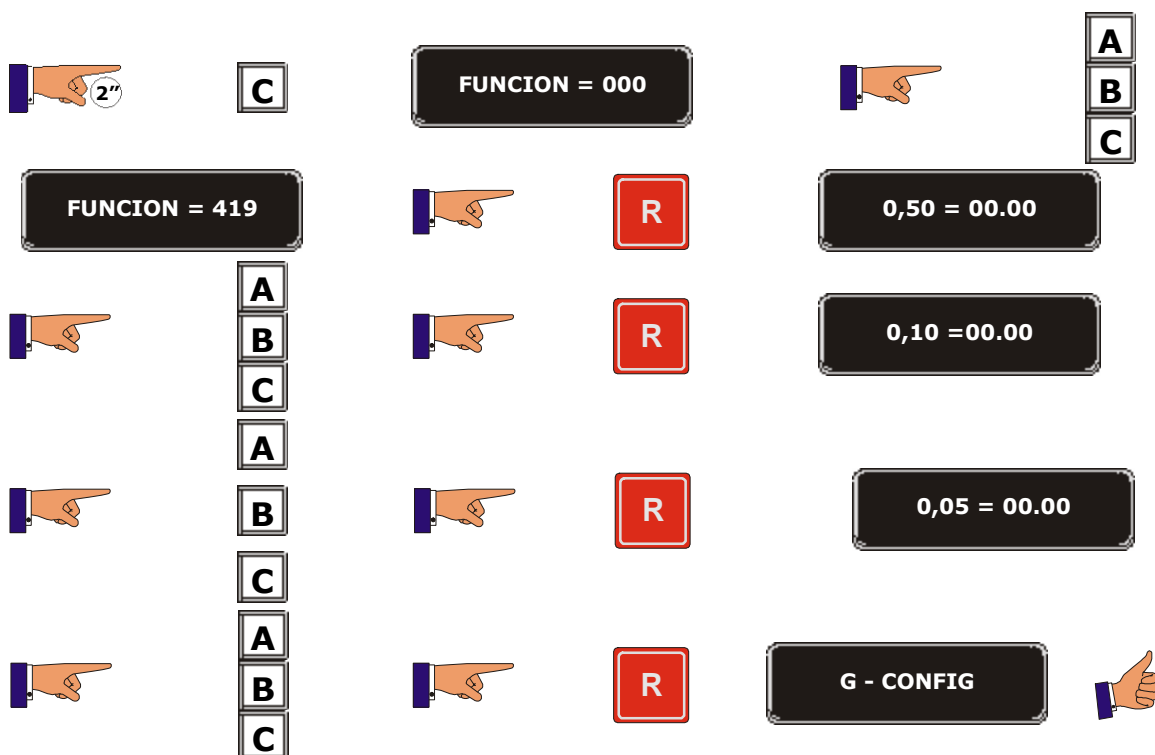 2”
C
FUNCION = 000
A
B
C
FUNCION = 419
R
0,50 = 00.00
A
B
C
R
0,10 =00.00
A
B
C
R
0,05 = 00.00
A
B
C
R
G - CONFIG